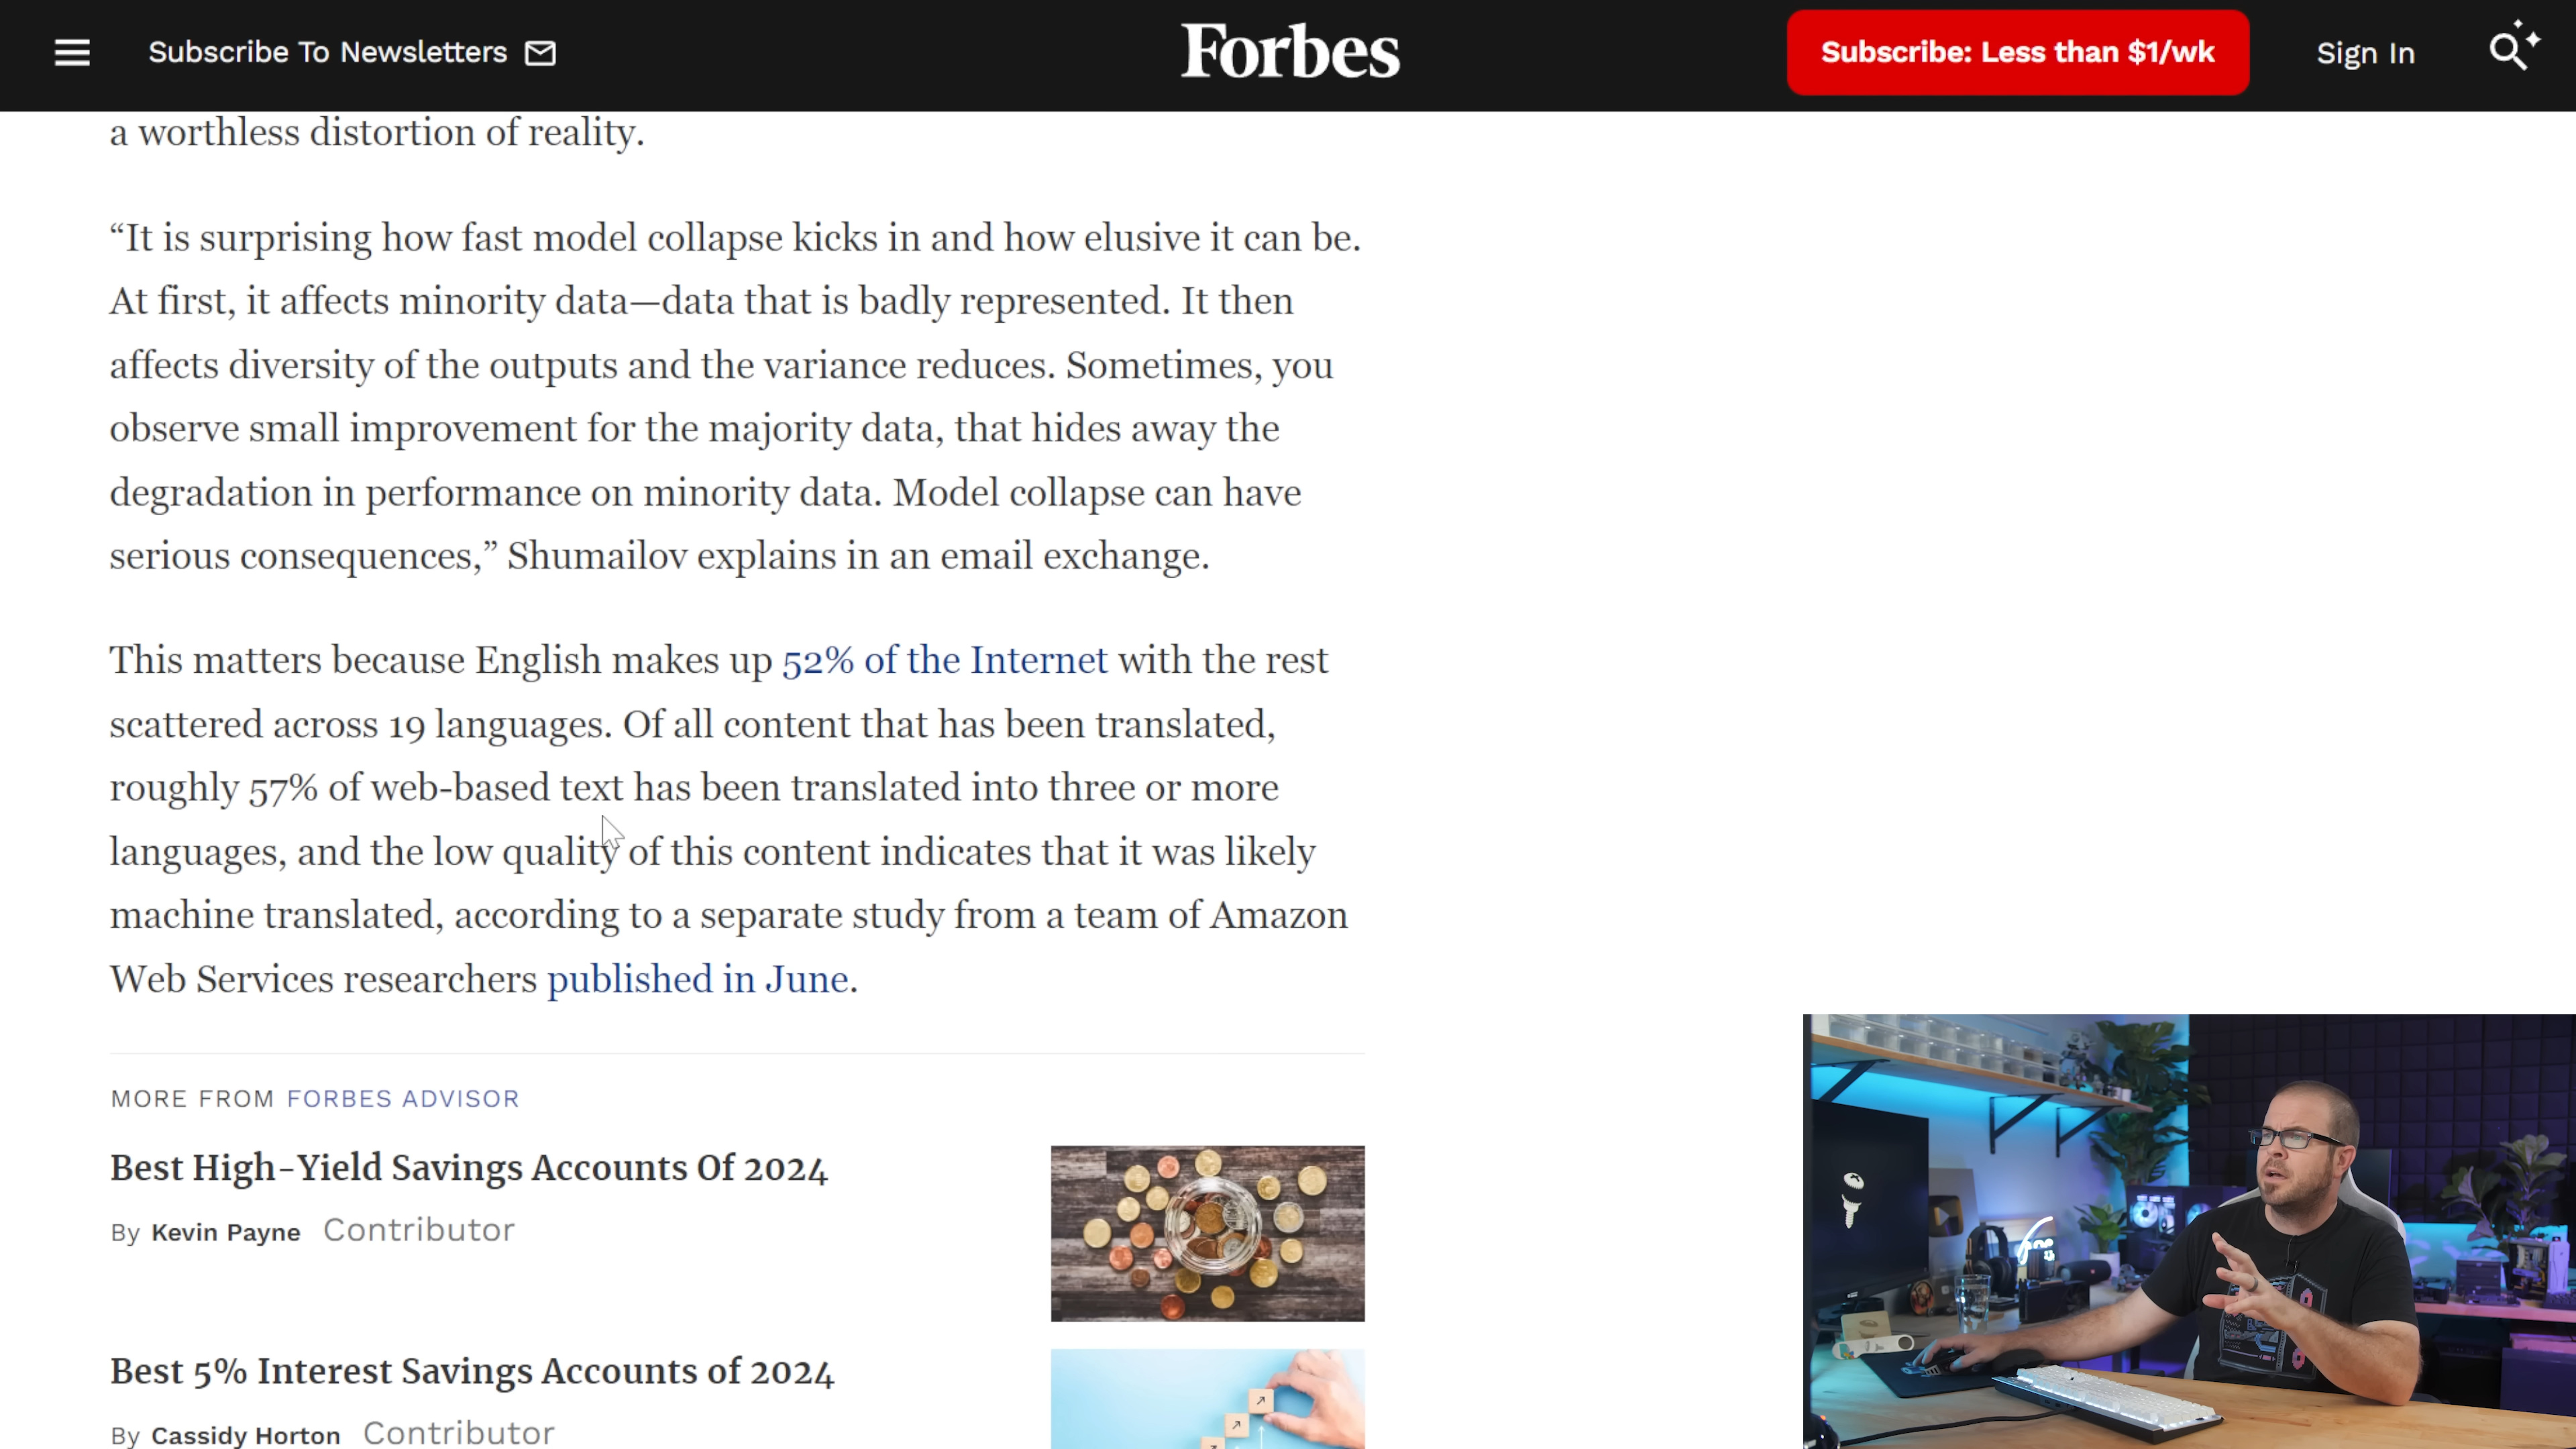 Subscribe To Newsletters
Forbes
Subscribe: Less than $1/wk
Sign In
a worthless distortion of reality.
“It is surprising how fast model collapse kicks in and how elusive it can be.
At first, it affects minority data—data that is badly represented. It then
affects diversity of the outputs and the variance reduces. Sometimes, you
observe small improvement for the majority data, that hides away the
degradation in performance on minority data. Model collapse can have
serious consequences,” Shumailov explains in an email exchange.
This matters because English makes up 52% of the Internet with the rest
scattered across 19 languages. Of all content that has been translated,
roughly 57% of web-based text has been translated into three or more
languages, and the low quality of this content indicates that it was likely
machine translated, according to a separate study from a team of Amazon
Web Services researchers published in June.
MORE FROM FORBES ADVISOR
Best High-Yield Savings Accounts Of 2024
By Kevin Payne Contributor
Best 5% Interest Savings Accounts of 2024
By Cassidy Horton Contributor